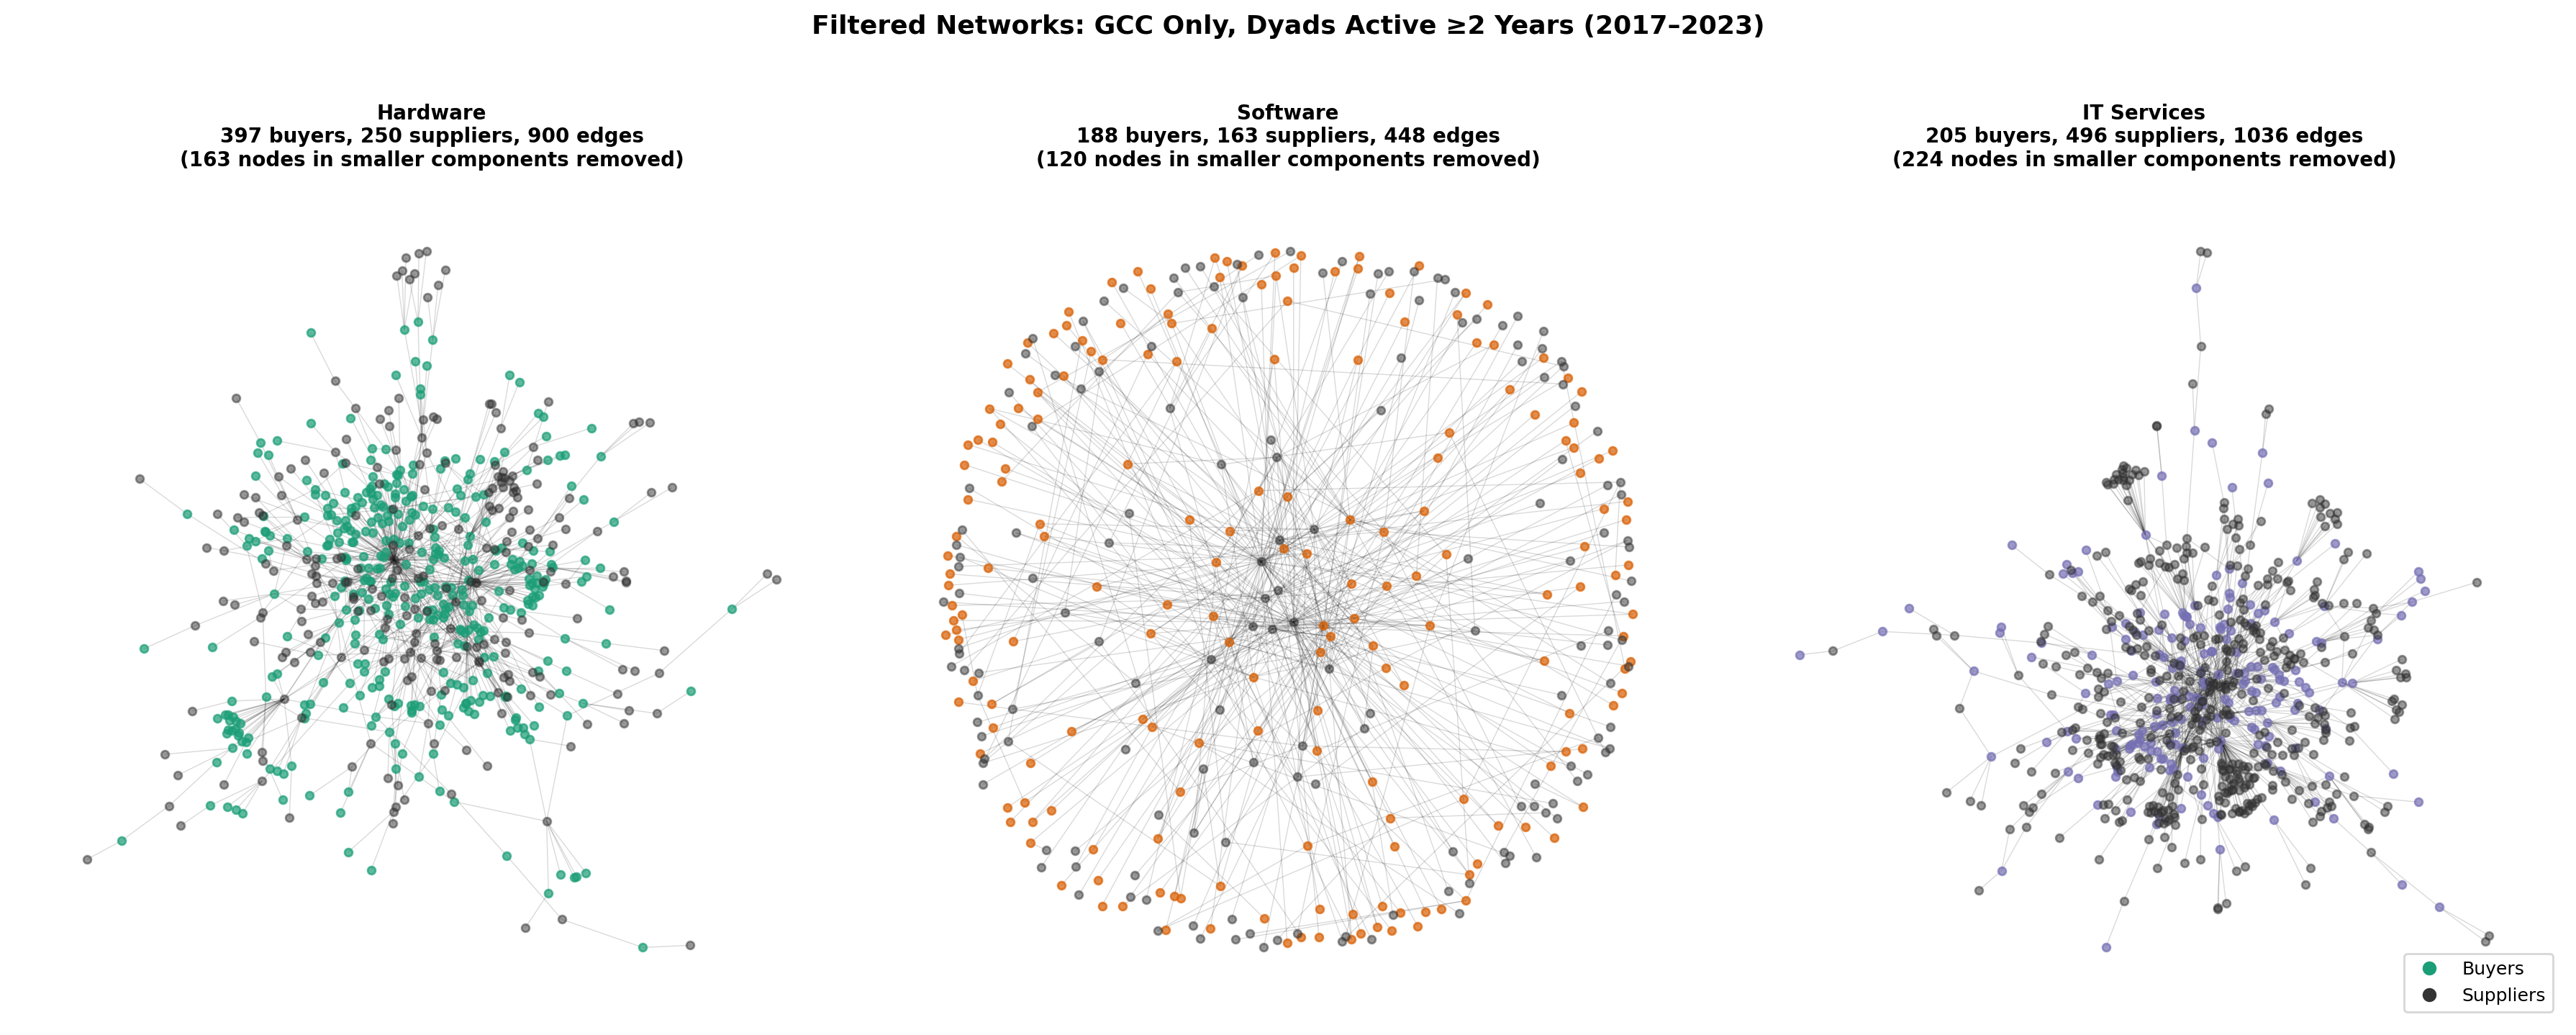 Filtered Networks: GCC Only, Dyads Active ≥2 Years (2017–2023)
Hardware
397 buyers, 250 suppliers, 900 edges
(163 nodes in smaller components removed)
Software
188 buyers, 163 suppliers, 448 edges
(120 nodes in smaller components removed)
IT Services
205 buyers, 496 suppliers, 1036 edges
(224 nodes in smaller components removed)
Buyers
Suppliers